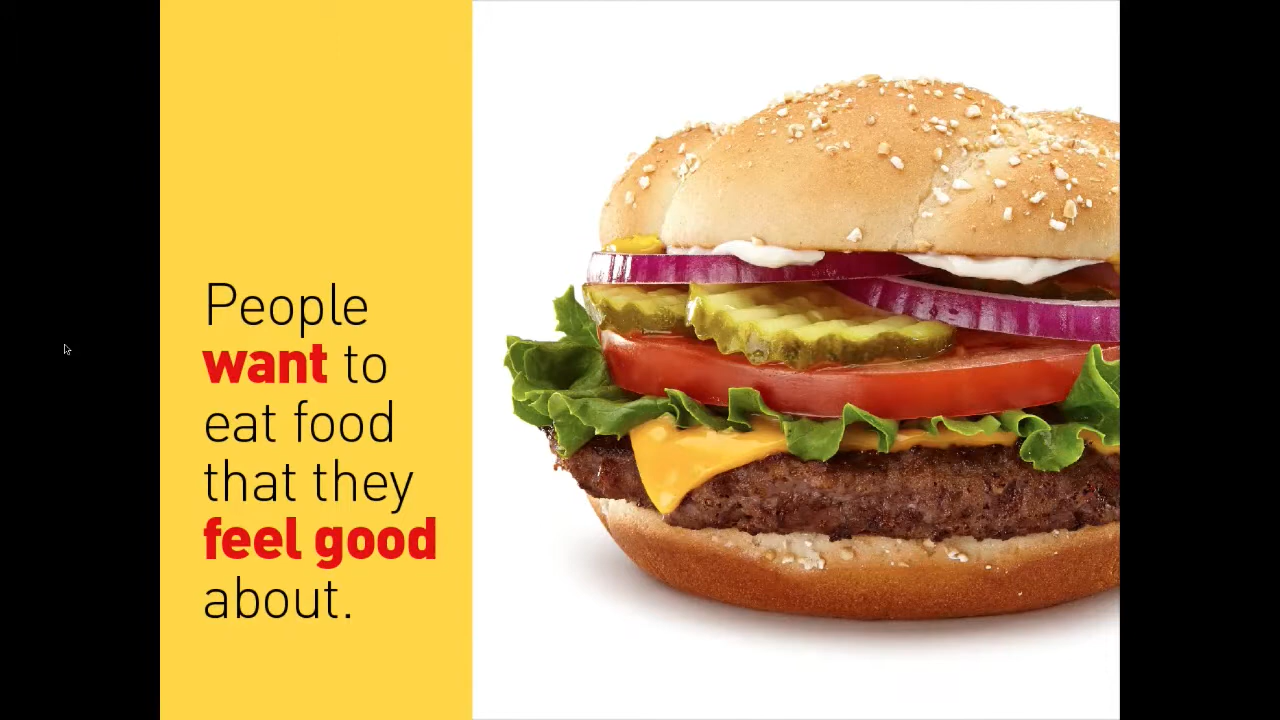 People
want to
eat food
that they
feel good
about.